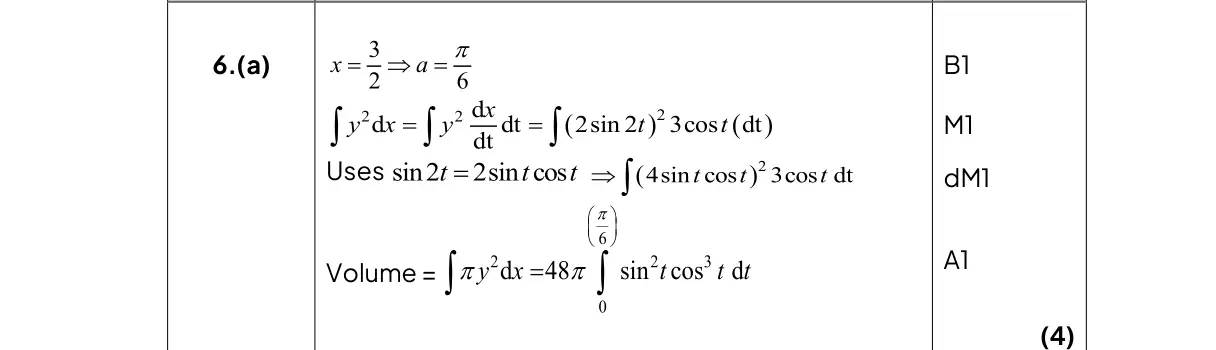 6.(a)
x = 3/2 ⇒ a = π/6 B1
∫ y² dx = ∫ y² dx/dt dt = ∫ (2 sin 2t)² 3 cos t (dt) M1
Uses sin 2t = 2 sin t cos t ⇒ ∫ (4 sin t cos t)² 3 cos t dt dM1
Volume = ∫ π y² dx = 48π ∫₀^(π/6) sin² t cos³ t dt A1
(4)